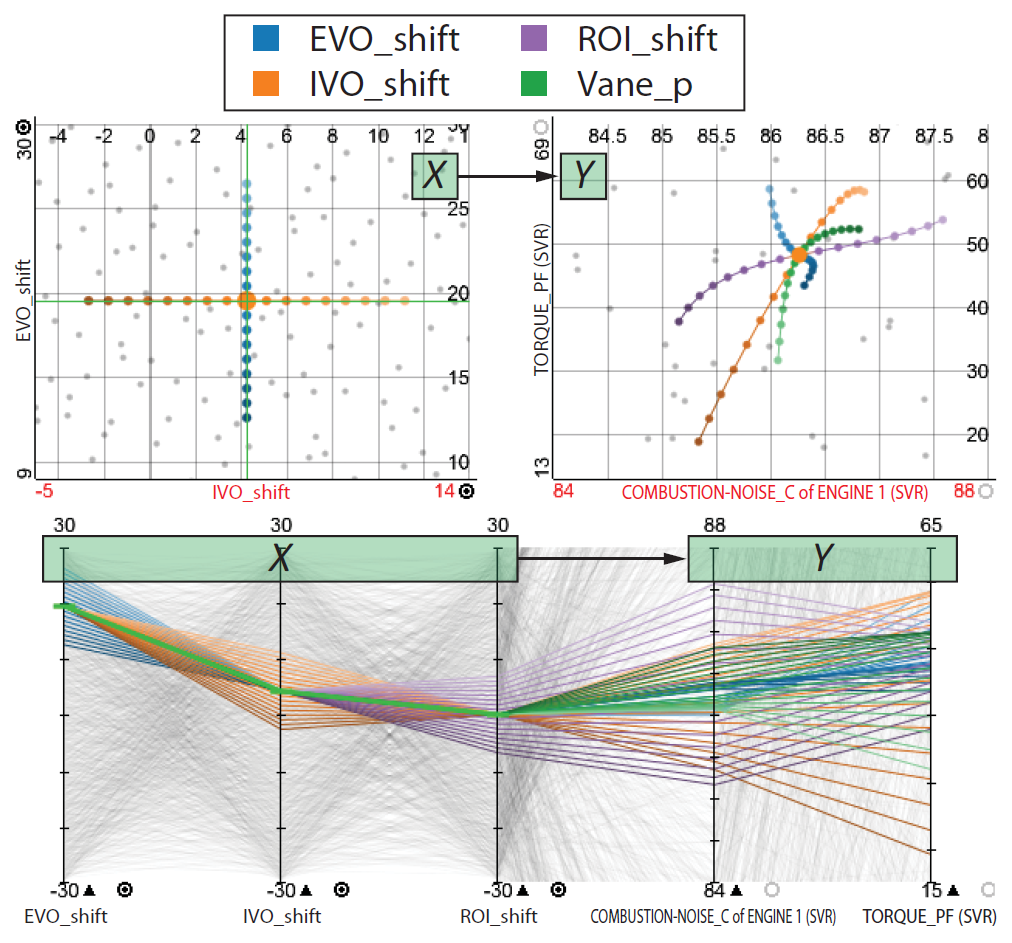 EVO_shift ROI_shift
IVO_shift Vane_p
-4 -2 0 2 4 6 8 10 12
30
25
20
15
10
9
EVO_shift
-5 IVO_shift 14
X
Y
84.5 85 85.5 86 86.5 87 87.5 8
69
60
50
40
30
20
13
TORQUE_PF (SVR)
84 COMBUSTION-NOISE_C of ENGINE 1 (SVR) 88
30 30 30 88 65
X Y
-30 -30 -30 84 15
EVO_shift IVO_shift ROI_shift COMBUSTION-NOISE_C of ENGINE 1 (SVR) TORQUE_PF (SVR)